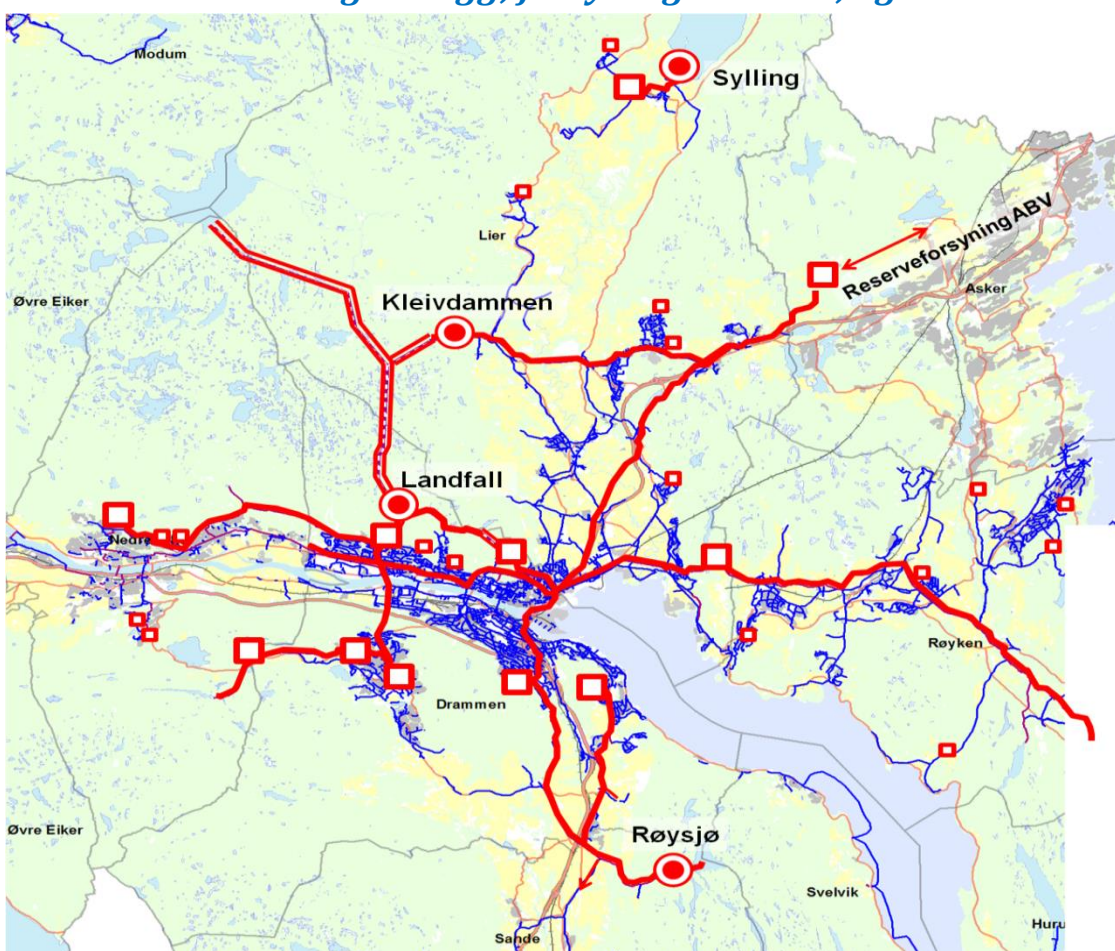 Modum
Sylling
Lier
Reserveforsyning ABV
Asker
Øvre Eiker
Kleivdammen
Landfall
Nedre
Røyken
Drammen
Øvre Eiker
Røysjø
Svelvik
Sande